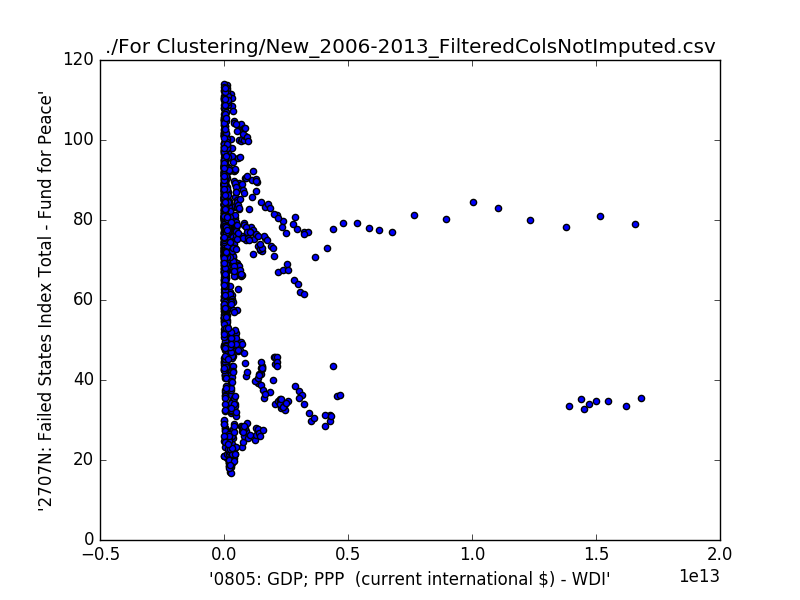 ./For Clustering/New_2006-2013_FilteredColsNotImputed.csv
120
100
80
60
40
20
0
'2707N: Failed States Index Total - Fund for Peace'
−0.5 0.0 0.5 1.0 1.5 2.0
1e13
'0805: GDP; PPP  (current international $) - WDI'